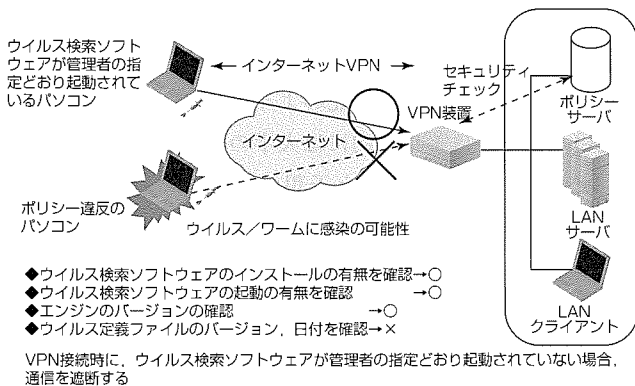 ウイルス検索ソフト
ウェアが管理者の指
定どおり起動されて
いるパソコン
インターネットVPN
セキュリティ
チェック
ポリシー
サーバ
VPN装置
インターネット
LAN
サーバ
ポリシー違反の
パソコン
ウイルス/ワームに感染の可能性
LAN
クライアント
◆ウイルス検索ソフトウェアのインストールの有無を確認→○
◆ウイルス検索ソフトウェアの起動の有無を確認 →○
◆エンジンのバージョンの確認 →○
◆ウイルス定義ファイルのバージョン,日付を確認→×
VPN接続時に,ウイルス検索ソフトウェアが管理者の指定どおり起動されていない場合,
通信を遮断する